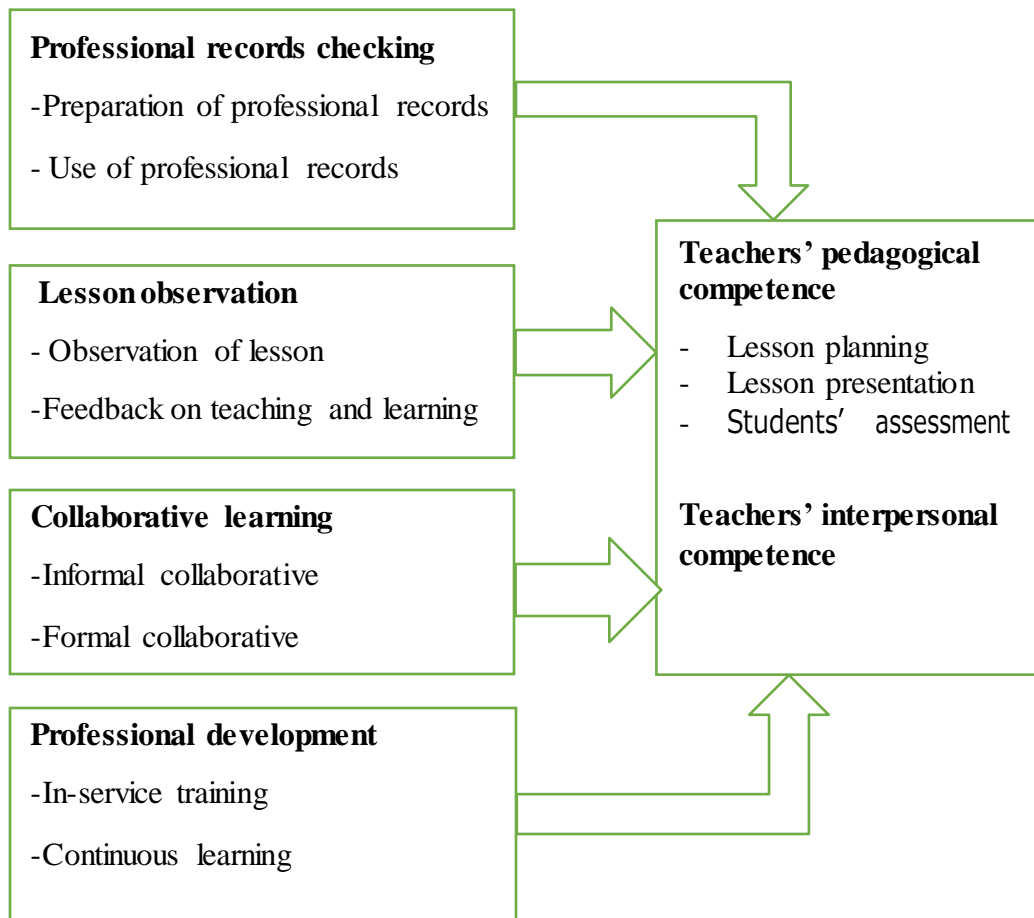 Professional records checking
-Preparation of professional records
- Use of professional records
Lesson observation
- Observation of lesson
-Feedback on teaching and learning
Collaborative learning
-Informal collaborative
-Formal collaborative
Professional development
-In-service training
-Continuous learning
Teachers’ pedagogical
competence
- Lesson planning
- Lesson presentation
- Students’ assessment
Teachers’ interpersonal
competence